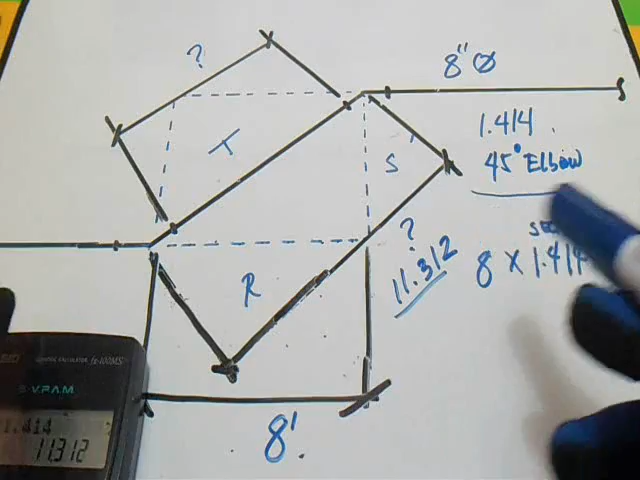 ?
8" Ø
T
1.414
S
45° Elbow
?
11.312
8 × 1.414
R
8'
S-V.P.A.M.
1.414
11.312